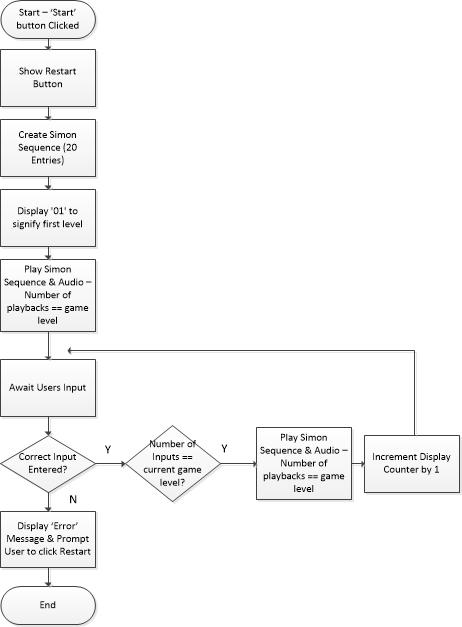 Start – ‘Start’
button Clicked
Show Restart
Button
Create Simon
Sequence (20
Entries)
Display '01' to
signify first level
Play Simon
Sequence & Audio –
Number of
playbacks == game
level
Await Users Input
Correct Input
Entered?
Y
Number of
Inputs ==
current game
level?
Y
Play Simon
Sequence & Audio –
Number of
playbacks == game
level
Increment Display
Counter by 1
N
Display ‘Error’
Message & Prompt
User to click Restart
End